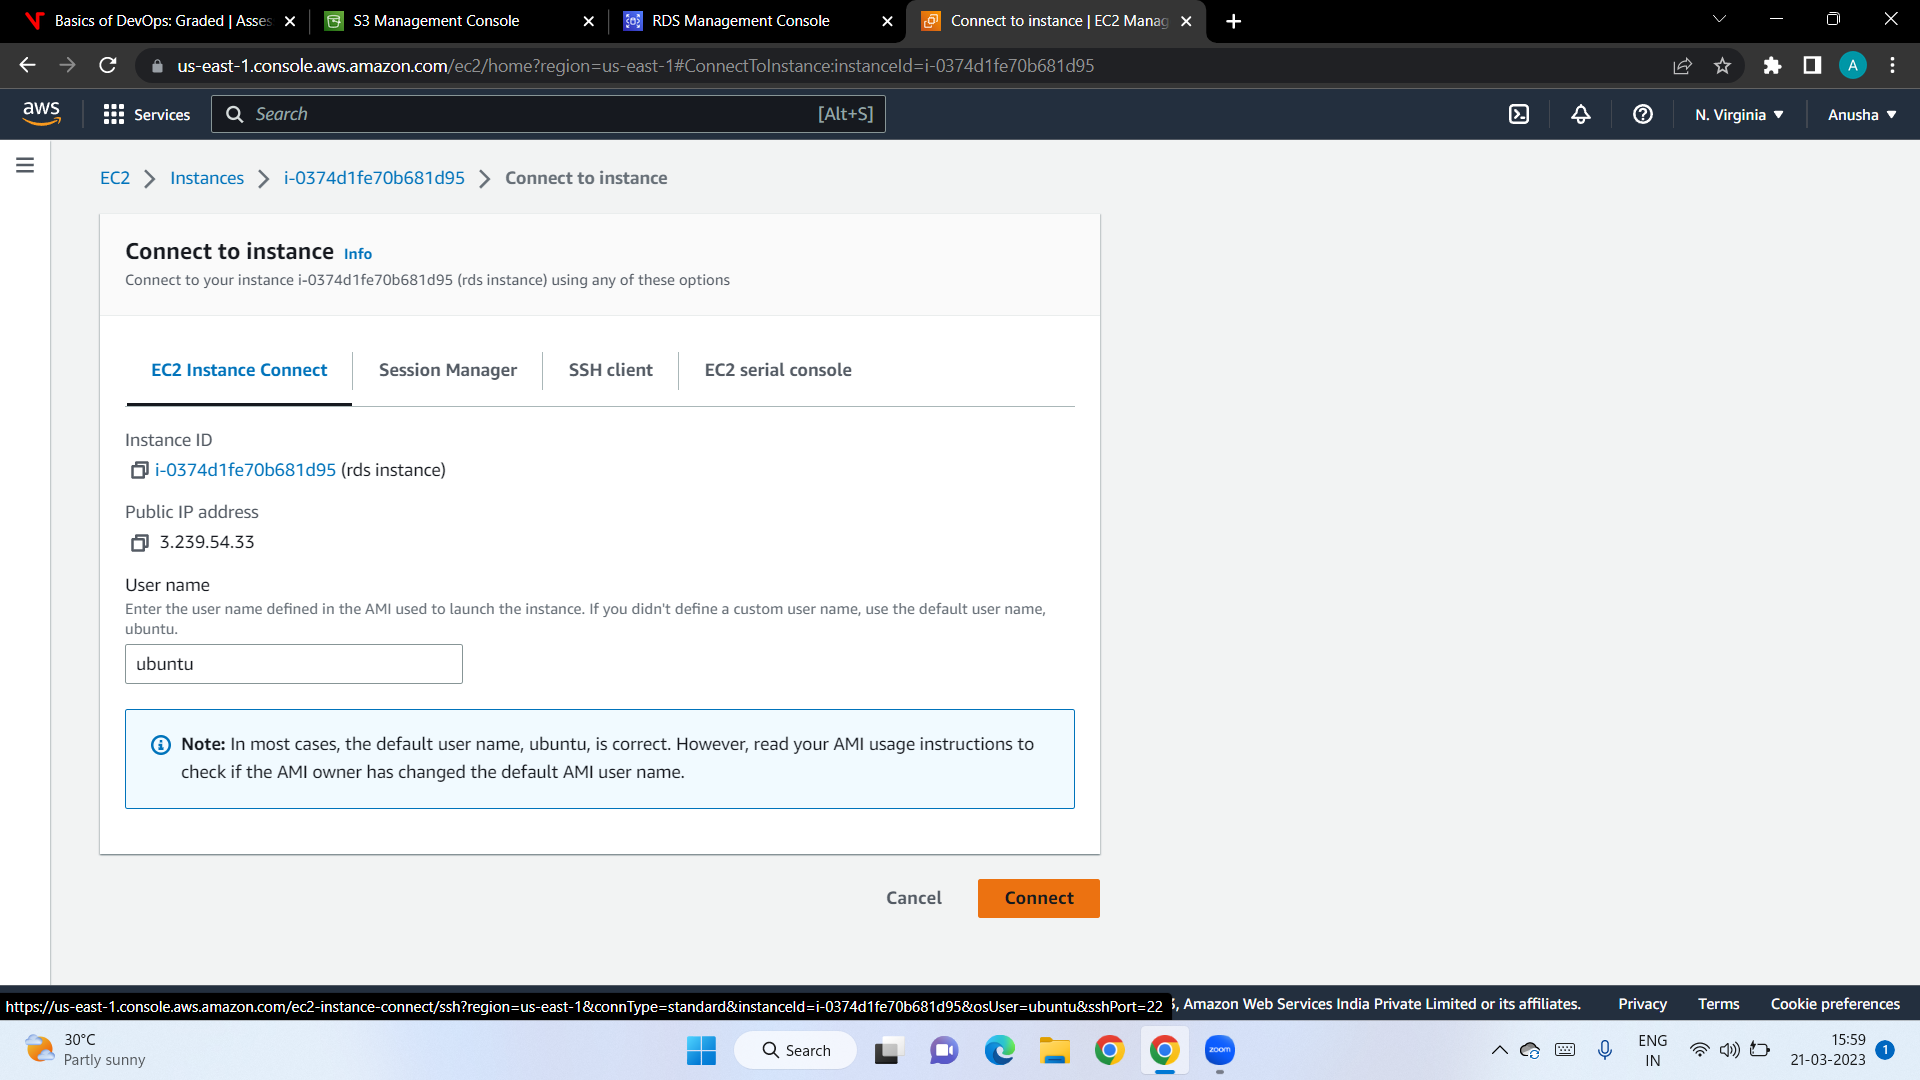 Basics of DevOps: Graded | Asses
S3 Management Console
RDS Management Console
Connect to instance | EC2 Manag
us-east-1.console.aws.amazon.com/ec2/home?region=us-east-1#ConnectToInstance:instanceId=i-0374d1fe70b681d95
A
aws
Services
Search
[Alt+S]
N. Virginia
Anusha
EC2
Instances
i-0374d1fe70b681d95
Connect to instance
Connect to instance Info
Connect to your instance i-0374d1fe70b681d95 (rds instance) using any of these options
EC2 Instance Connect
Session Manager
SSH client
EC2 serial console
Instance ID
i-0374d1fe70b681d95 (rds instance)
Public IP address
3.239.54.33
User name
Enter the user name defined in the AMI used to launch the instance. If you didn't define a custom user name, use the default user name,
ubuntu.
ubuntu
Note: In most cases, the default user name, ubuntu, is correct. However, read your AMI usage instructions to
check if the AMI owner has changed the default AMI user name.
Cancel
Connect
https://us-east-1.console.aws.amazon.com/ec2-instance-connect/ssh?region=us-east-1&connType=standard&instanceId=i-0374d1fe70b681d95&osUser=ubuntu&sshPort=22
, Amazon Web Services India Private Limited or its affiliates.
Privacy
Terms
Cookie preferences
30°C
Partly sunny
Search
zoom
ENG
IN
15:59
21-03-2023
1